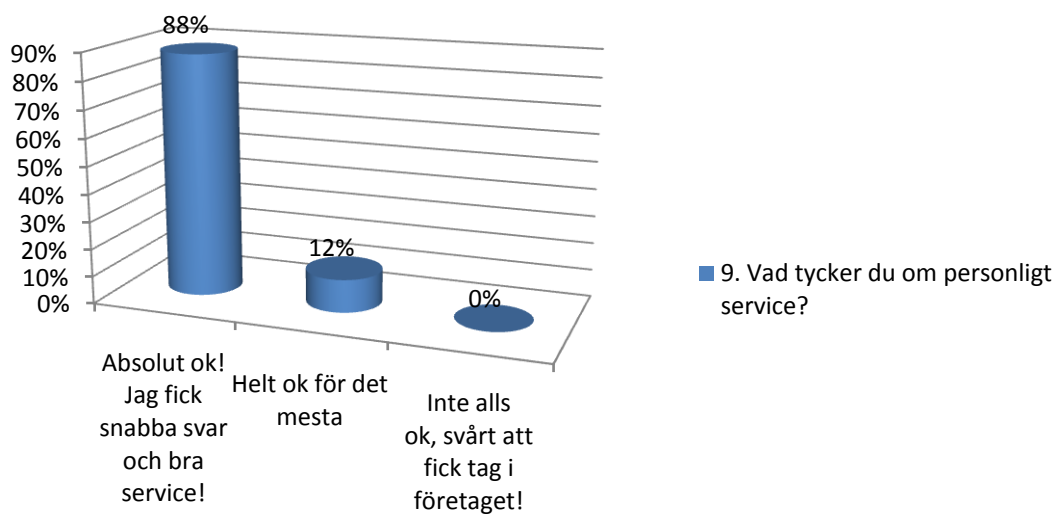 88%
90%
80%
70%
60%
50%
40%
30%
20%
10%
0%
12%
0%
Absolut ok!
Jag fick
snabba svar
och bra
service!
Helt ok för det
mesta
Inte alls
ok, svårt att
fick tag i
företaget!
9. Vad tycker du om personligt
service?